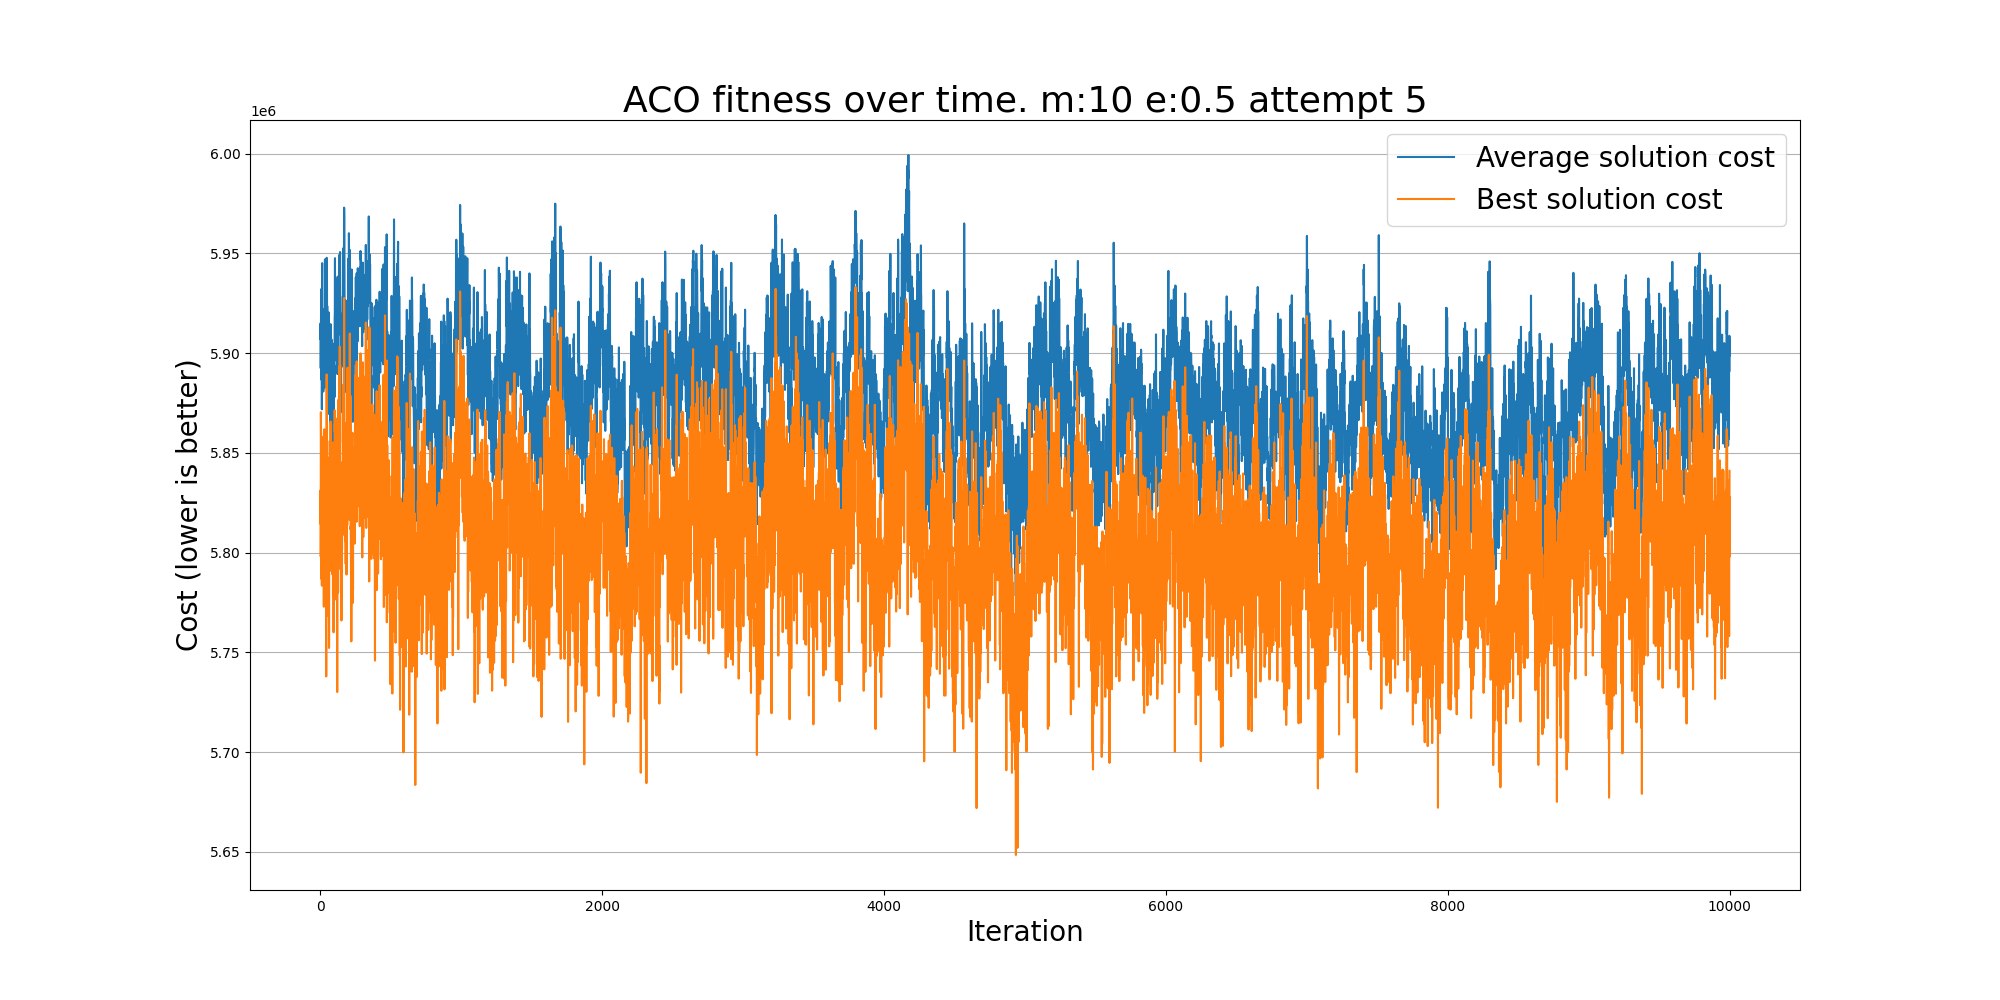 ACO fitness over time. m:10 e:0.5 attempt 5
1e6
Average solution cost
Best solution cost
6.00
5.95
5.90
5.85
5.80
5.75
5.70
5.65
Cost (lower is better)
0
2000
4000
6000
8000
10000
Iteration